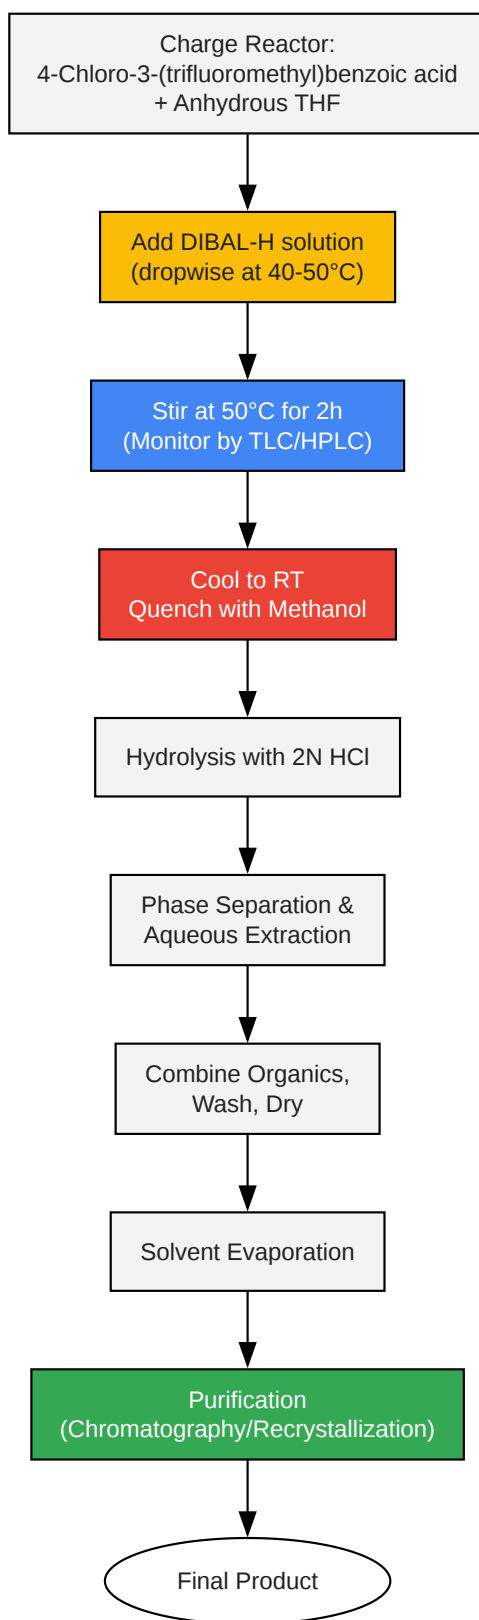 Charge Reactor:
4-Chloro-3-(trifluoromethyl)benzoic acid
+ Anhydrous THF
Add DIBAL-H solution
(dropwise at 40-50°C)
Stir at 50°C for 2h
(Monitor by TLC/HPLC)
Cool to RT
Quench with Methanol
Hydrolysis with 2N HCl
Phase Separation &
Aqueous Extraction
Combine Organics,
Wash, Dry
Solvent Evaporation
Purification
(Chromatography/Recrystallization)
Final Product